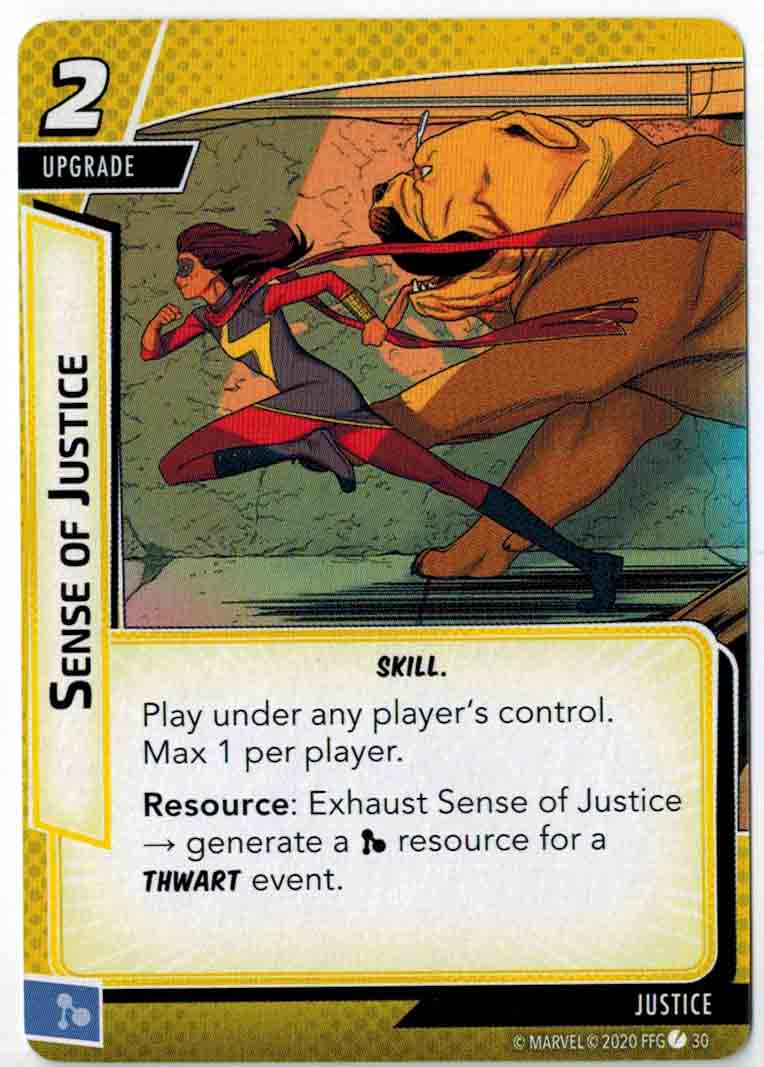 2
UPGRADE
SENSE OF JUSTICE
SKILL.
Play under any player's control.
Max 1 per player.
Resource: Exhaust Sense of Justice
→ generate a resource for a
THWART event.
JUSTICE
© MARVEL © 2020 FFG 30